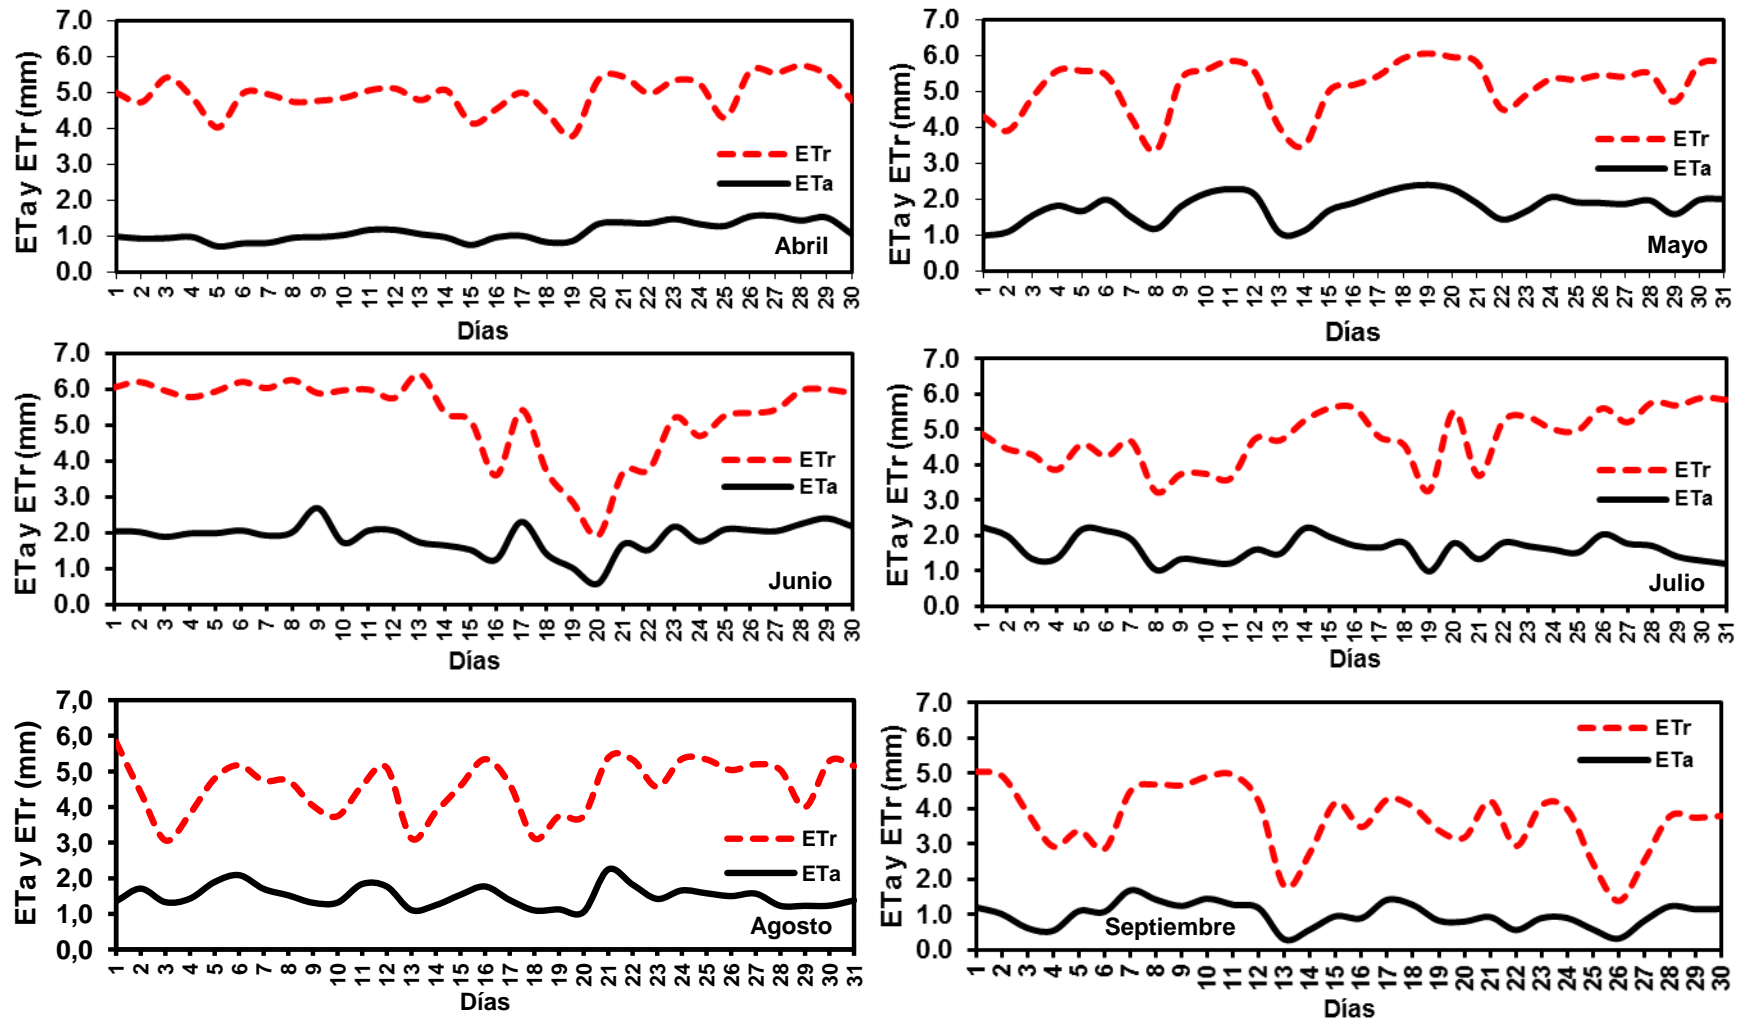 7.0
6.0
5.0
4.0
3.0
2.0
1.0
0.0
ETa y ETr (mm)
ETr
ETa
Abril
1 2 3 4 5 6 7 8 9 10 11 12 13 14 15 16 17 18 19 20 21 22 23 24 25 26 27 28 29 30
Días
7.0
6.0
5.0
4.0
3.0
2.0
1.0
0.0
ETa y ETr (mm)
ETr
ETa
Mayo
1 2 3 4 5 6 7 8 9 10 11 12 13 14 15 16 17 18 19 20 21 22 23 24 25 26 27 28 29 30 31
Días
7.0
6.0
5.0
4.0
3.0
2.0
1.0
0.0
ETa y ETr (mm)
ETr
ETa
Junio
1 2 3 4 5 6 7 8 9 10 11 12 13 14 15 16 17 18 19 20 21 22 23 24 25 26 27 28 29 30
Días
7.0
6.0
5.0
4.0
3.0
2.0
1.0
0.0
ETa y ETr (mm)
ETr
ETa
Julio
1 2 3 4 5 6 7 8 9 10 11 12 13 14 15 16 17 18 19 20 21 22 23 24 25 26 27 28 29 30 31
Días
7,0
6,0
5,0
4,0
3,0
2,0
1,0
0,0
ETa y ETr (mm)
ETr
ETa
Agosto
1 2 3 4 5 6 7 8 9 10 11 12 13 14 15 16 17 18 19 20 21 22 23 24 25 26 27 28 29 30 31
Días
7.0
6.0
5.0
4.0
3.0
2.0
1.0
0.0
ETa y ETr (mm)
ETr
ETa
Septiembre
1 2 3 4 5 6 7 8 9 10 11 12 13 14 15 16 17 18 19 20 21 22 23 24 25 26 27 28 29 30
Días